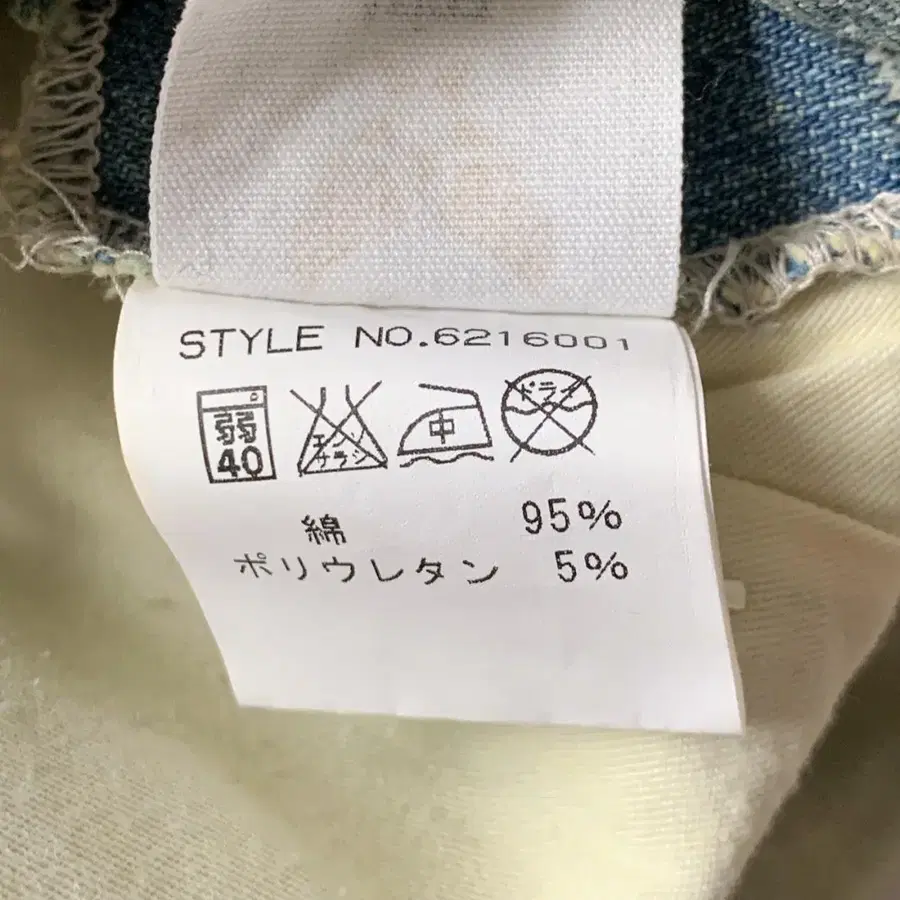 STYLE NO.6216001
弱 40 エンソ サラシ 中 ドライ
綿 95%
ポリウレタン 5%